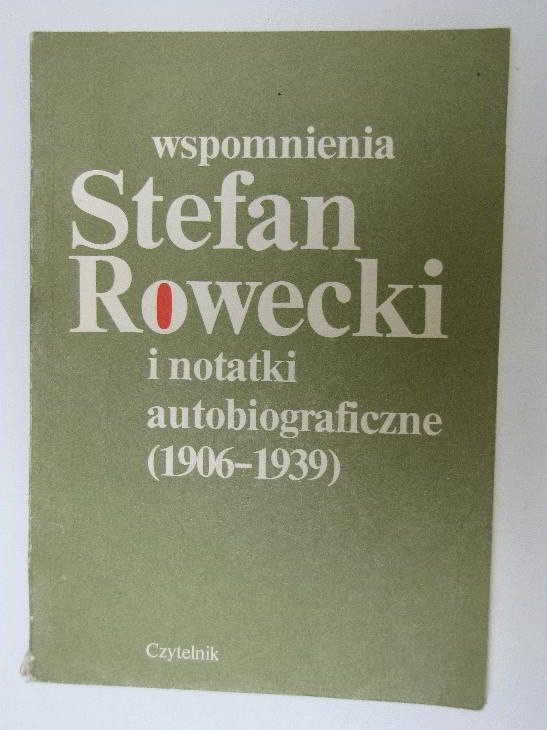 wspomnienia
Stefan
Rowecki
i notatki
autobiograficzne
(1906–1939)
Czytelnik